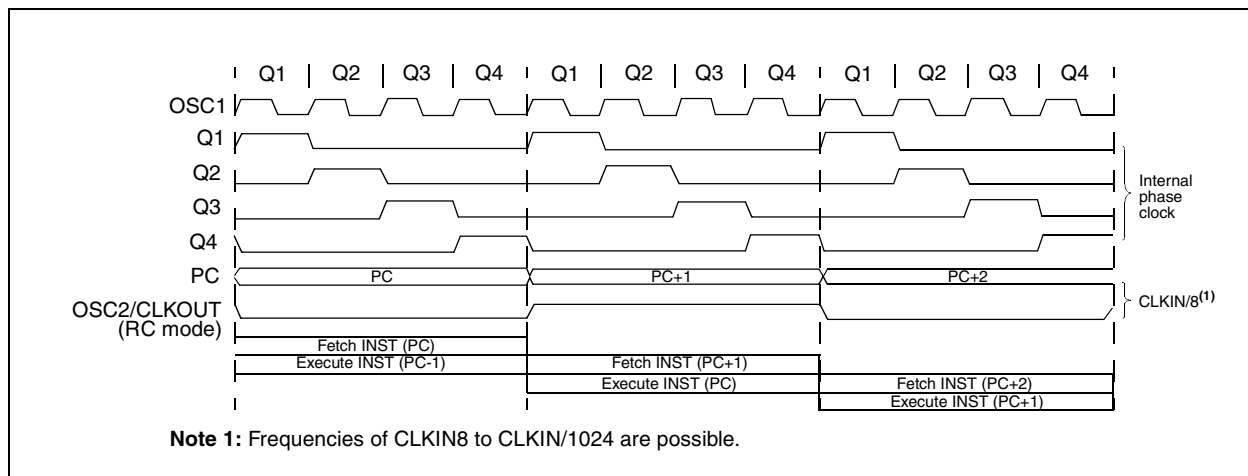 Q1 Q2 Q3 Q4 Q1 Q2 Q3 Q4 Q1 Q2 Q3 Q4
OSC1
Q1
Q2
Q3
Q4
Internal
phase
clock
PC PC PC+1 PC+2
OSC2/CLKOUT
(RC mode)
CLKIN/8(1)
Fetch INST (PC)
Execute INST (PC-1) Fetch INST (PC+1)
Execute INST (PC) Fetch INST (PC+2)
Execute INST (PC+1)
Note 1: Frequencies of CLKIN8 to CLKIN/1024 are possible.